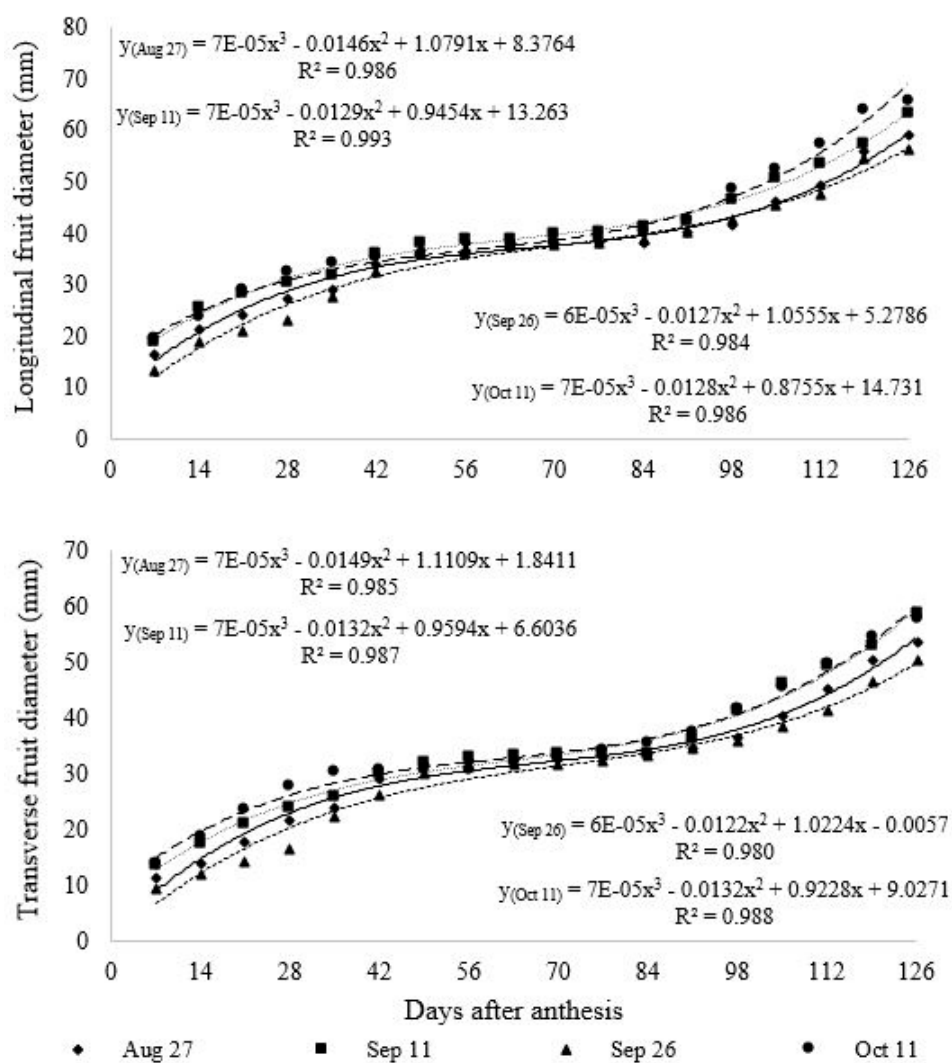 Longitudinal fruit diameter (mm)
80
70
60
50
40
30
20
10
0
y(Aug 27) = 7E-05x³ - 0.0146x² + 1.0791x + 8.3764
R² = 0.986
y(Sep 11) = 7E-05x³ - 0.0129x² + 0.9454x + 13.263
R² = 0.993
y(Sep 26) = 6E-05x³ - 0.0127x² + 1.0555x + 5.2786
R² = 0.984
y(Oct 11) = 7E-05x³ - 0.0128x² + 0.8755x + 14.731
R² = 0.986
0 14 28 42 56 70 84 98 112 126
Transverse fruit diameter (mm)
70
60
50
40
30
20
10
0
y(Aug 27) = 7E-05x³ - 0.0149x² + 1.1109x + 1.8411
R² = 0.985
y(Sep 11) = 7E-05x³ - 0.0132x² + 0.9594x + 6.6036
R² = 0.987
y(Sep 26) = 6E-05x³ - 0.0122x² + 1.0224x - 0.0057
R² = 0.980
y(Oct 11) = 7E-05x³ - 0.0132x² + 0.9228x + 9.0271
R² = 0.988
0 14 28 42 56 70 84 98 112 126
Days after anthesis
Aug 27 Sep 11 Sep 26 Oct 11